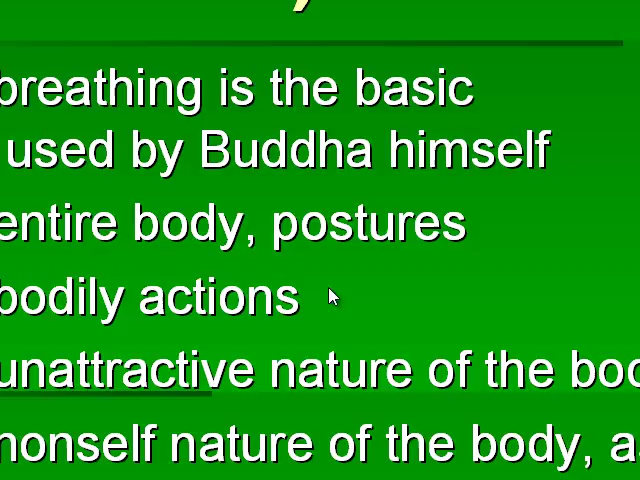 breathing is the basic
used by Buddha himself
entire body, postures
bodily actions
unattractive nature of the
nonself nature of the body,